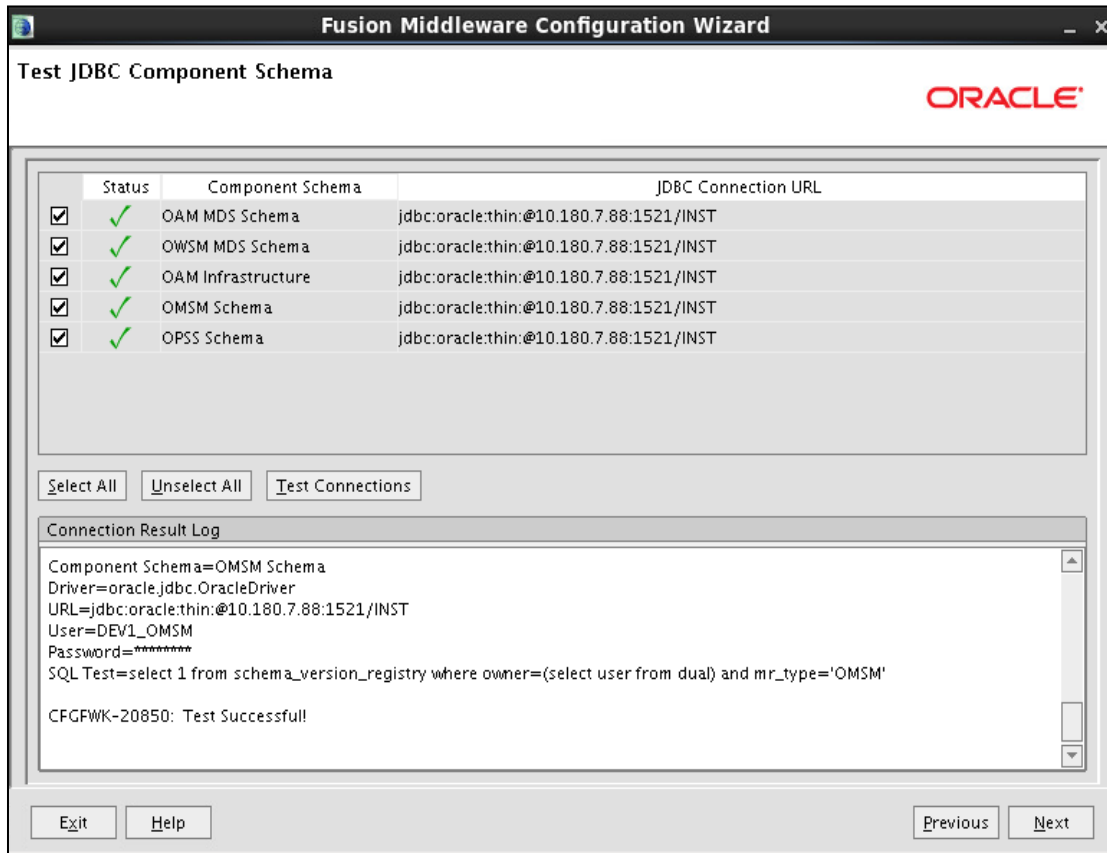 Fusion Middleware Configuration Wizard
Test JDBC Component Schema
ORACLE
Status Component Schema JDBC Connection URL
OAM MDS Schema jdbc:oracle:thin:@10.180.7.88:1521/INST
OWSM MDS Schema jdbc:oracle:thin:@10.180.7.88:1521/INST
OAM Infrastructure jdbc:oracle:thin:@10.180.7.88:1521/INST
OMSM Schema jdbc:oracle:thin:@10.180.7.88:1521/INST
OPSS Schema jdbc:oracle:thin:@10.180.7.88:1521/INST
Select All Unselect All Test Connections
Connection Result Log
Component Schema=OMSM Schema
Driver=oracle.jdbc.OracleDriver
URL=jdbc:oracle:thin:@10.180.7.88:1521/INST
User=DEV1_OMSM
Password=********
SQL Test=select 1 from schema_version_registry where owner=(select user from dual) and mr_type='OMSM'
CFGFWK-20850: Test Successful!
Exit Help Previous Next